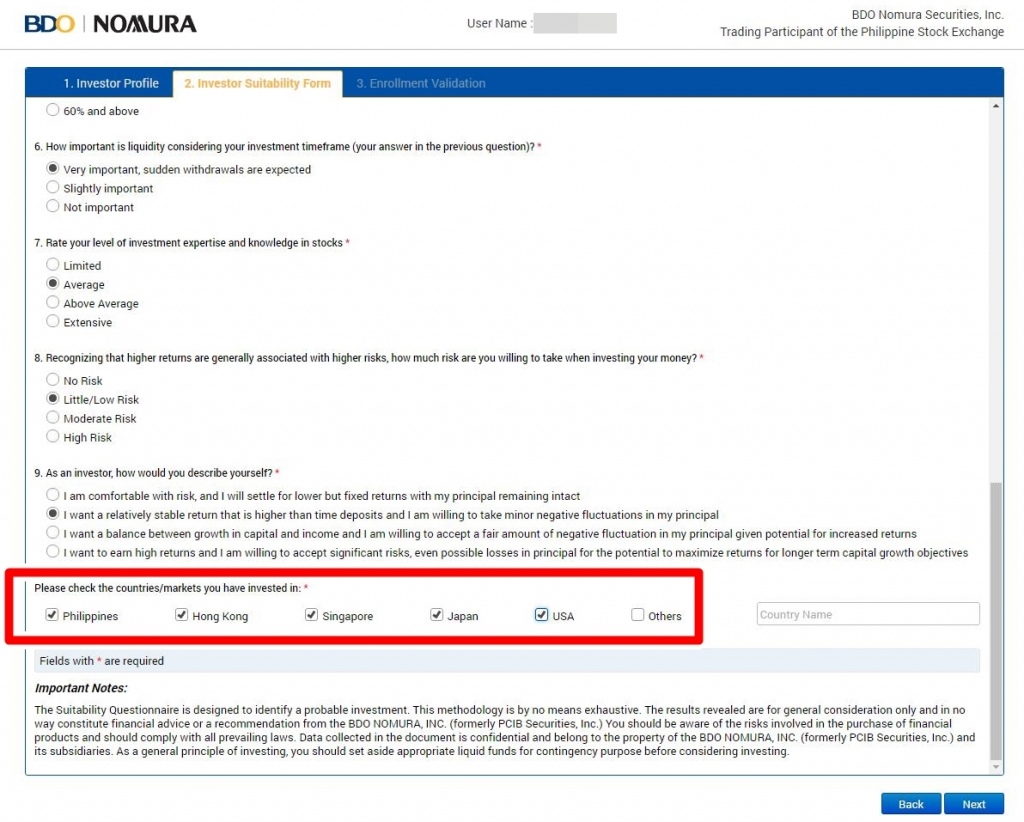 BDO | NOMURA
User Name :
BDO Nomura Securities, Inc.
Trading Participant of the Philippine Stock Exchange
1. Investor Profile
2. Investor Suitability Form
3. Enrollment Validation
60% and above
6. How important is liquidity considering your investment timeframe (your answer in the previous question)? *
Very important, sudden withdrawals are expected
Slightly important
Not important
7. Rate your level of investment expertise and knowledge in stocks *
Limited
Average
Above Average
Extensive
8. Recognizing that higher returns are generally associated with higher risks, how much risk are you willing to take when investing your money? *
No Risk
Little/Low Risk
Moderate Risk
High Risk
9. As an investor, how would you describe yourself? *
I am comfortable with risk, and I will settle for lower but fixed returns with my principal remaining intact
I want a relatively stable return that is higher than time deposits and I am willing to take minor negative fluctuations in my principal
I want a balance between growth in capital and income and I am willing to accept a fair amount of negative fluctuation in my principal given potential for increased returns
I want to earn high returns and I am willing to accept significant risks, even possible losses in principal for the potential to maximize returns for longer term capital growth objectives
Please check the countries/markets you have invested in: *
Philippines Hong Kong Singapore Japan USA Others Country Name
Fields with * are required
Important Notes:
The Suitability Questionnaire is designed to identify a probable investment. This methodology is by no means exhaustive. The results revealed are for general consideration only and in no
way constitute financial advice or a recommendation from the BDO NOMURA, INC. (formerly PCIB Securities, Inc.) You should be aware of the risks involved in the purchase of financial
products and should comply with all prevailing laws. Data collected in the document is confidential and belong to the property of the BDO NOMURA, INC. (formerly PCIB Securities, Inc.) and
its subsidiaries. As a general principle of investing, you should set aside appropriate liquid funds for contingency purpose before considering investing.
Back Next